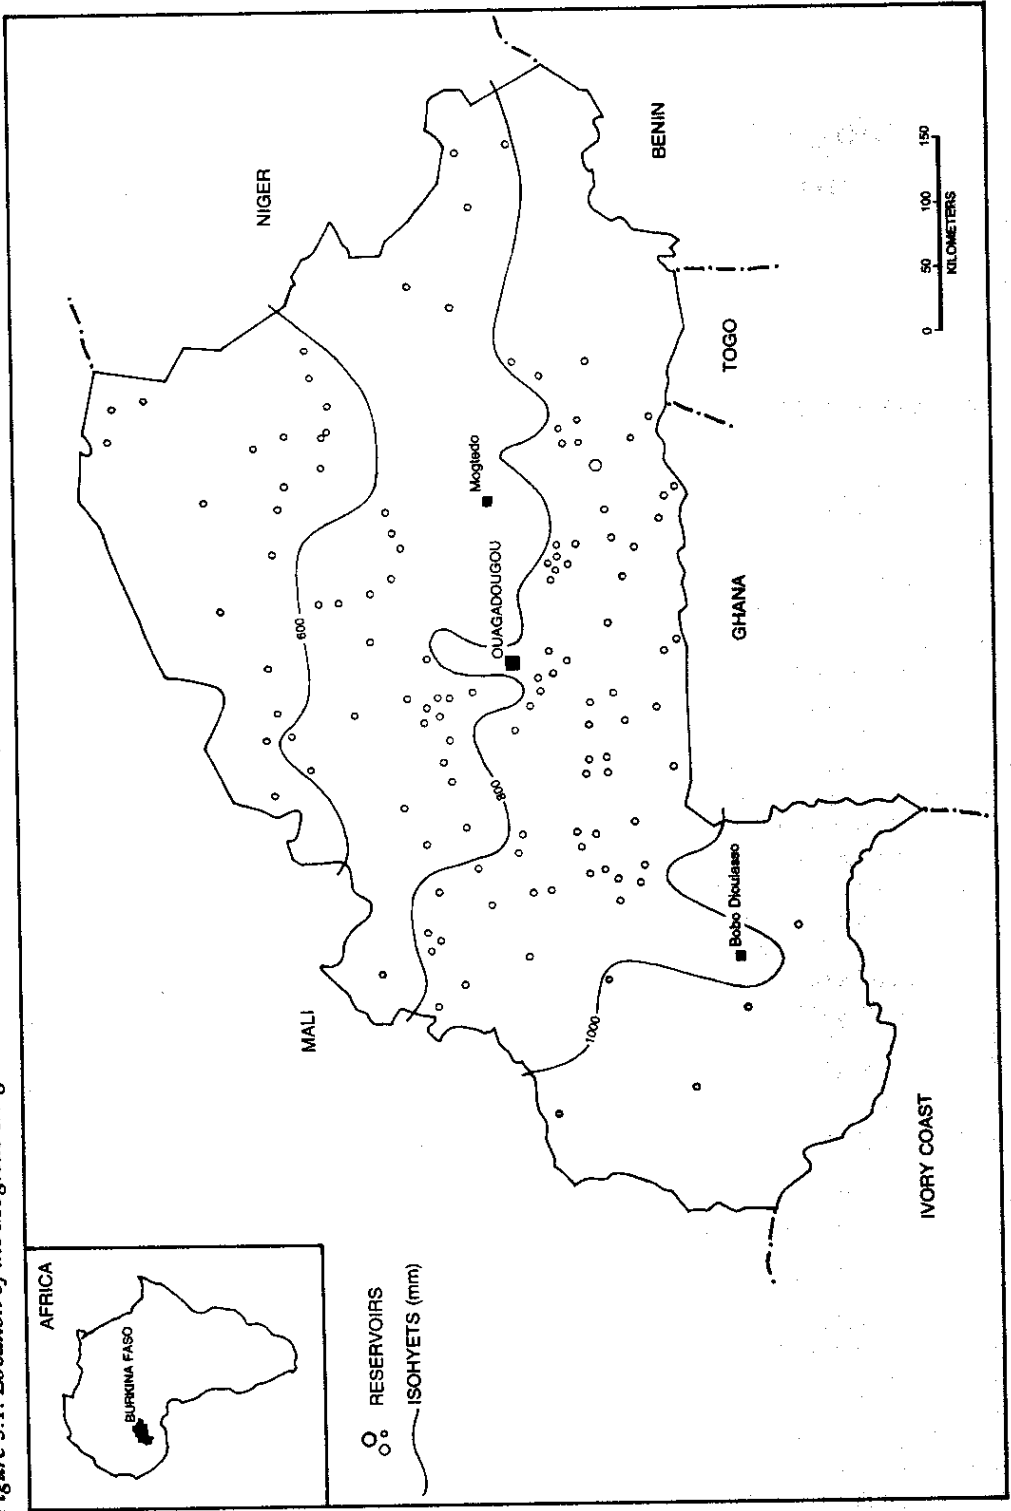 AFRICA
BURKINA FASO
RESERVOIRS
ISOHYETS (mm)
MALI
NIGER
BENIN
TOGO
GHANA
IVORY COAST
600
800
1000
Mogtedo
OUAGADOUGOU
Bobo Dioulasso
0 50 100 150
KILOMETERS